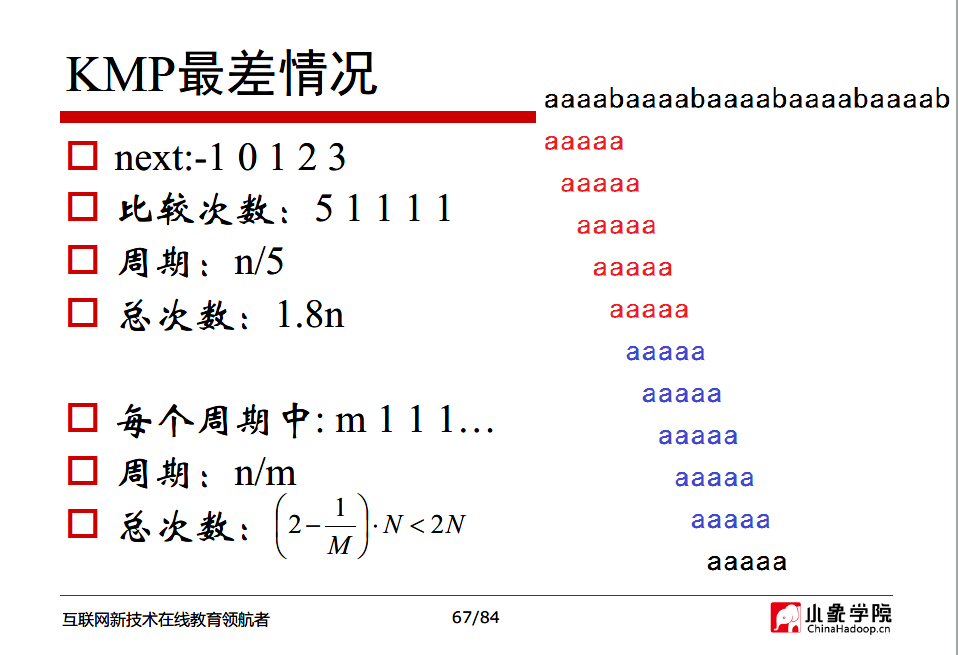 KMP最差情况
next:-1 0 1 2 3
比较次数：5 1 1 1 1
周期：n/5
总次数：1.8n
每个周期中: m 1 1 1…
周期：n/m
总次数：(2 − 1/M) · N < 2N
aaaabaaaabaaaabaaaabaaaab
aaaaa
aaaaa
aaaaa
aaaaa
aaaaa
aaaaa
aaaaa
aaaaa
aaaaa
aaaaa
aaaaa
互联网新技术在线教育领航者
67/84
小象学院
ChinaHadoop.cn